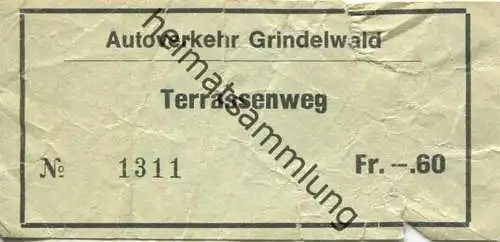 Autoverkehr Grindelwald
Terrassenweg
№ 1311 Fr. --.60
heimatsammlung